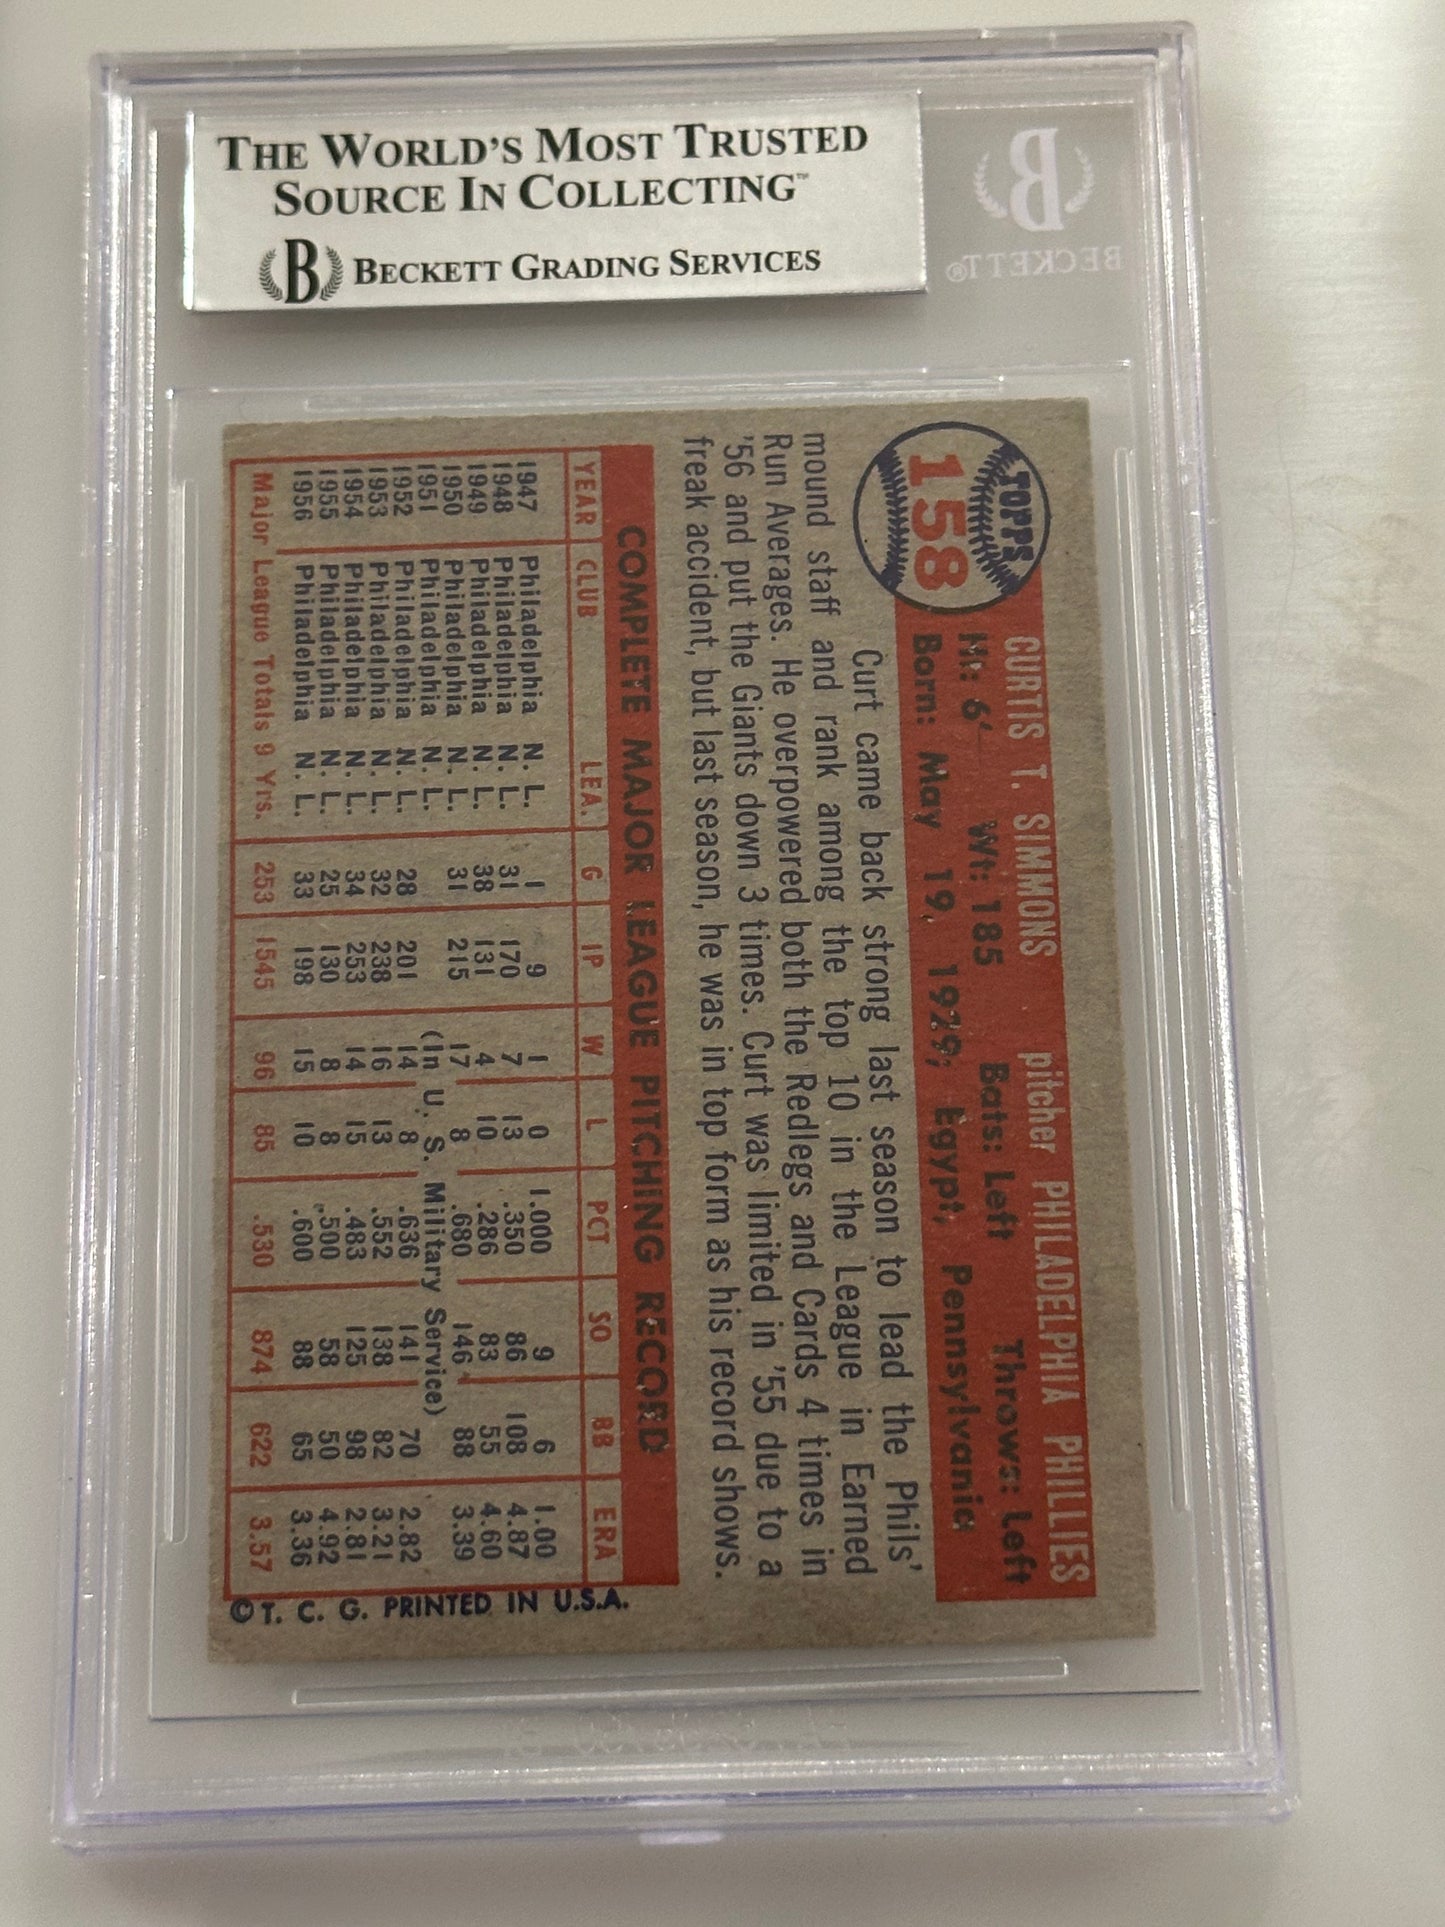 THE WORLD'S MOST TRUSTED
SOURCE IN COLLECTING™
B BECKETT GRADING SERVICES
B
BECKETT®
TOPPS
158
CURTIS T. SIMMONS pitcher PHILADELPHIA PHILLIES
Ht: 6' Wt: 185 Bats: Left Throws: Left
Born: May 19, 1929, Egypt, Pennsylvania
Curt came back strong last season to lead the Phils'
mound staff and rank among the top 10 in the League in Earned
Run Averages. He overpowered both the Redlegs and Cards 4 times in
'56 and put the Giants down 3 times. Curt was limited in '55 due to a
freak accident, but last season, he was in top form as his record shows.
COMPLETE MAJOR LEAGUE PITCHING RECORD
YEAR CLUB LEA. G IP W L PCT SO BB ERA
1947 Philadelphia N. L. 1 9 1 0 1.000 9 6 1.00
1948 Philadelphia N. L. 31 170 7 13 .350 86 108 4.87
1949 Philadelphia N. L. 38 131 4 10 .286 83 55 4.60
1950 Philadelphia N. L. 31 215 17 8 .680 146 88 3.39
1951 Philadelphia N. L. (In U. S. Military Service)
1952 Philadelphia N. L. 28 201 14 8 .636 141 70 2.82
1953 Philadelphia N. L. 32 238 16 13 .552 138 82 3.21
1954 Philadelphia N. L. 34 253 14 15 .483 125 98 2.81
1955 Philadelphia N. L. 25 130 8 8 .500 58 50 4.92
1956 Philadelphia N. L. 33 198 15 10 .600 88 65 3.36
Major League Totals 9 Yrs. 253 1545 96 85 .530 874 622 3.57
© T. C. G. PRINTED IN U.S.A.